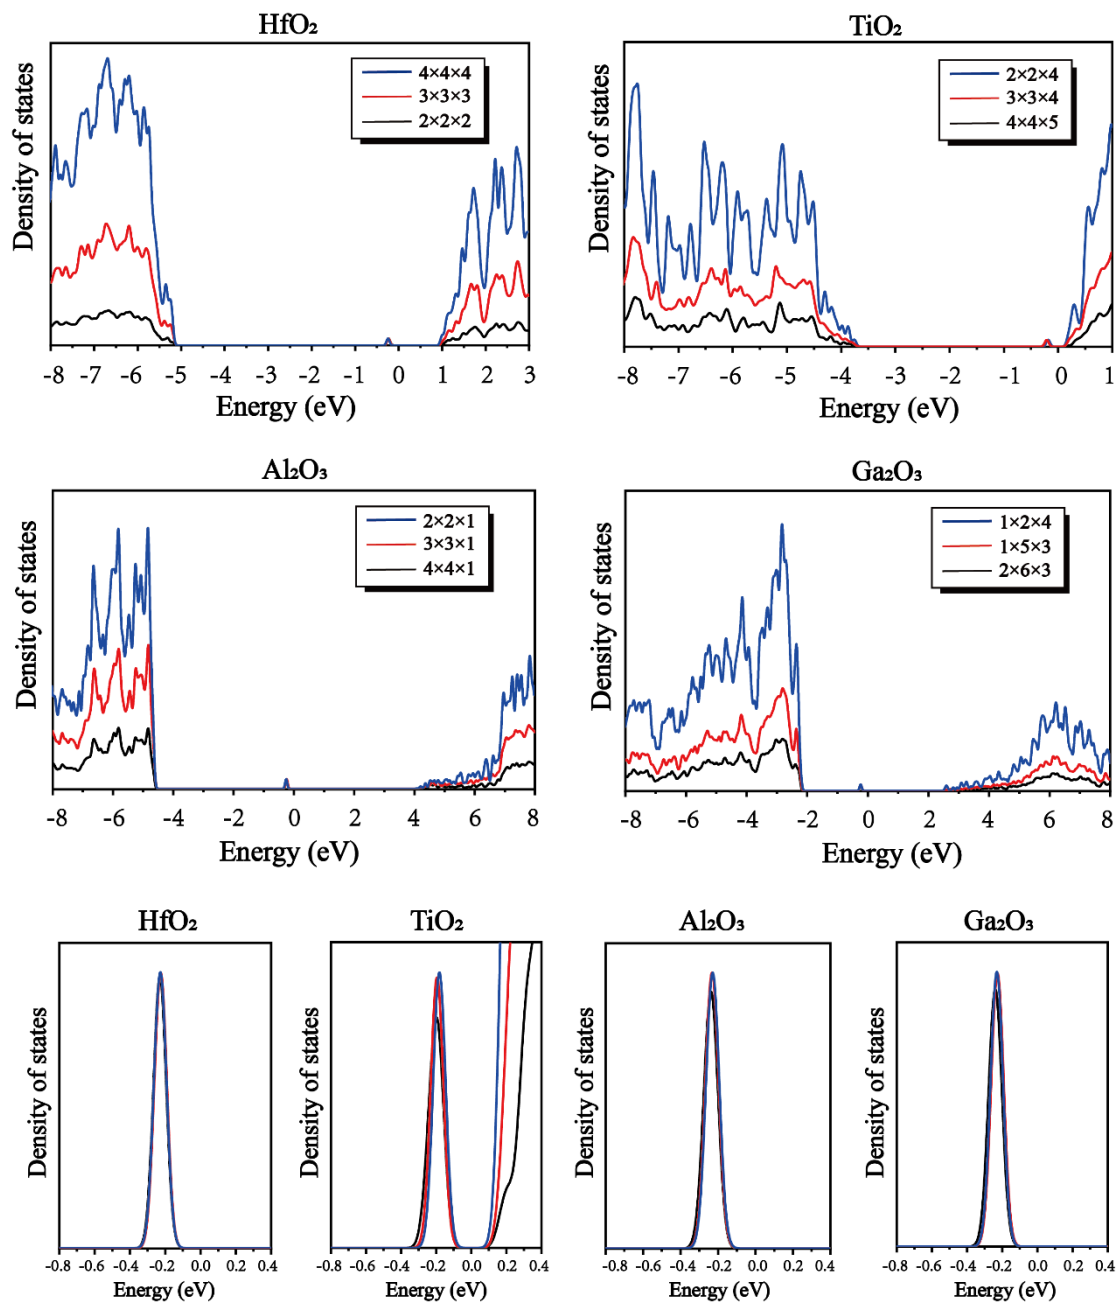 HfO₂
4×4×4
3×3×3
2×2×2
Density of states
-8 -7 -6 -5 -4 -3 -2 -1 0 1 2 3
Energy (eV)
TiO₂
2×2×4
3×3×4
4×4×5
Density of states
-8 -7 -6 -5 -4 -3 -2 -1 0 1
Energy (eV)
Al₂O₃
2×2×1
3×3×1
4×4×1
Density of states
-8 -6 -4 -2 0 2 4 6 8
Energy (eV)
Ga₂O₃
1×2×4
1×5×3
2×6×3
Density of states
-8 -6 -4 -2 0 2 4 6 8
Energy (eV)
HfO₂
Density of states
-0.8 -0.6 -0.4 -0.2 0.0 0.2 0.4
Energy (eV)
TiO₂
Density of states
-0.8 -0.6 -0.4 -0.2 0.0 0.2 0.4
Energy (eV)
Al₂O₃
Density of states
-0.8 -0.6 -0.4 -0.2 0.0 0.2 0.4
Energy (eV)
Ga₂O₃
Density of states
-0.8 -0.6 -0.4 -0.2 0.0 0.2 0.4
Energy (eV)